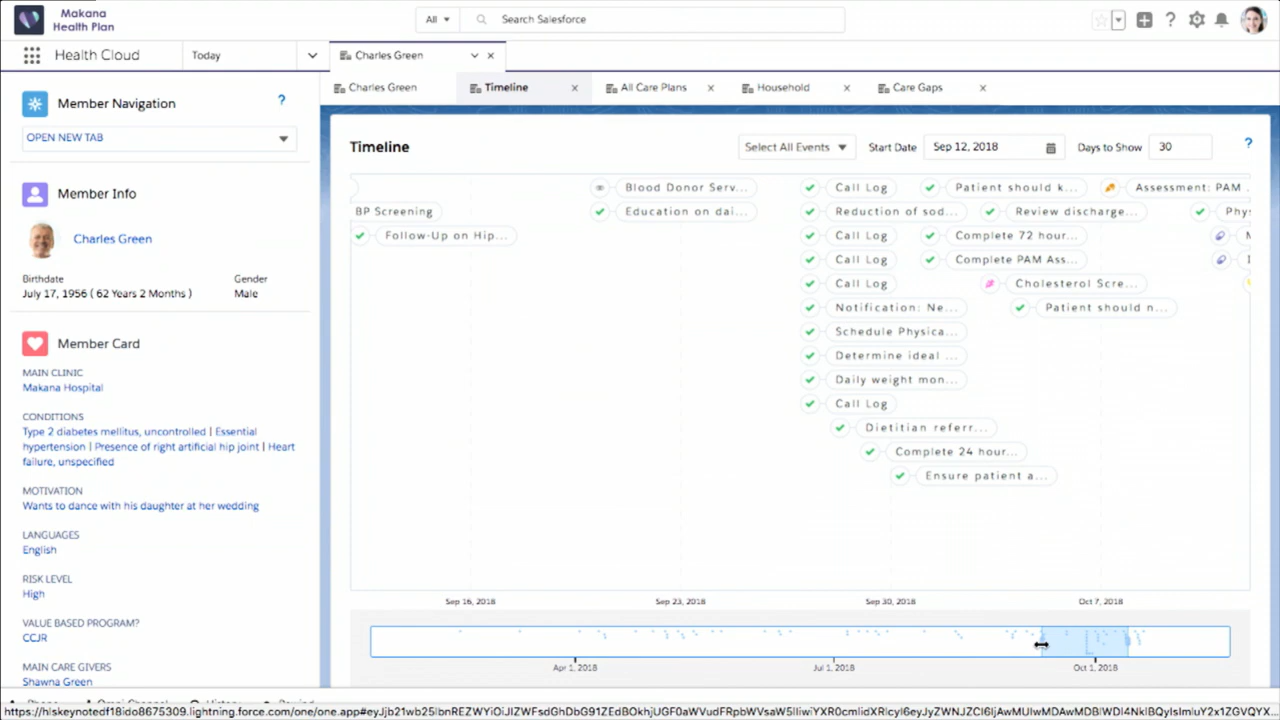 Makana
Health Plan
All
Search Salesforce
Health Cloud
Today
Charles Green
Charles Green
Timeline
All Care Plans
Household
Care Gaps
Member Navigation
OPEN NEW TAB
Member Info
Charles Green
Birthdate
Gender
July 17, 1956 ( 62 Years 2 Months )
Male
Member Card
MAIN CLINIC
Makana Hospital
CONDITIONS
Type 2 diabetes mellitus, uncontrolled | Essential
hypertension | Presence of right artificial hip joint | Heart
failure, unspecified
MOTIVATION
Wants to dance with his daughter at her wedding
LANGUAGES
English
RISK LEVEL
High
VALUE BASED PROGRAM?
CCJR
MAIN CARE GIVERS
Shawna Green
Timeline
Select All Events
Start Date
Sep 12, 2018
Days to Show
30
Blood Donor Serv...
Call Log
Patient should k...
Assessment: PAM
BP Screening
Education on dai...
Reduction of sod...
Review discharge...
Phys
Follow-Up on Hip...
Call Log
Complete 72 hour...
Call Log
Complete PAM Ass...
Call Log
Cholesterol Scre...
Notification: Ne...
Patient should n...
Schedule Physica...
Determine ideal ...
Daily weight mon...
Call Log
Dietitian referr...
Complete 24 hour...
Ensure patient a...
Sep 16, 2018
Sep 23, 2018
Sep 30, 2018
Oct 7, 2018
Apr 1, 2018
Jul 1, 2018
Oct 1, 2018